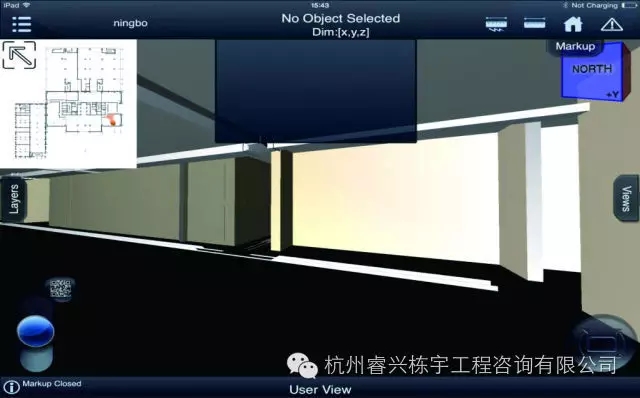 iPad
15:43
Not Charging
ningbo
No Object Selected
Dim:[x,y,z]
Markup
NORTH
+Y
Layers
Views
杭州睿兴栋宇工程咨询有限公司
Markup Closed
User View